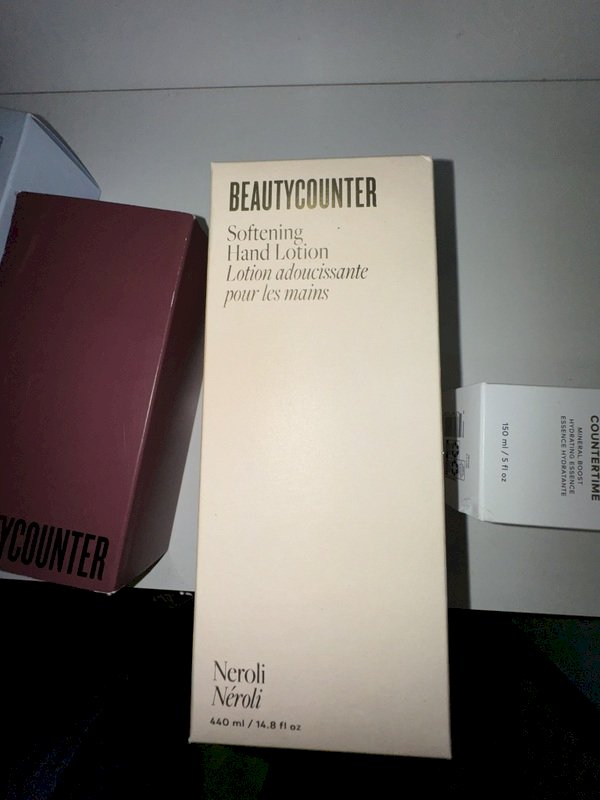 BEAUTYCOUNTER
Softening
Hand Lotion
Lotion adoucissante
pour les mains
Neroli
Néroli
440 ml / 14.8 fl oz
YCOUNTER
COUNTERTIME
MINERAL BOOST
HYDRATING ESSENCE
ESSENCE HYDRATANTE
150 ml / 5 fl oz